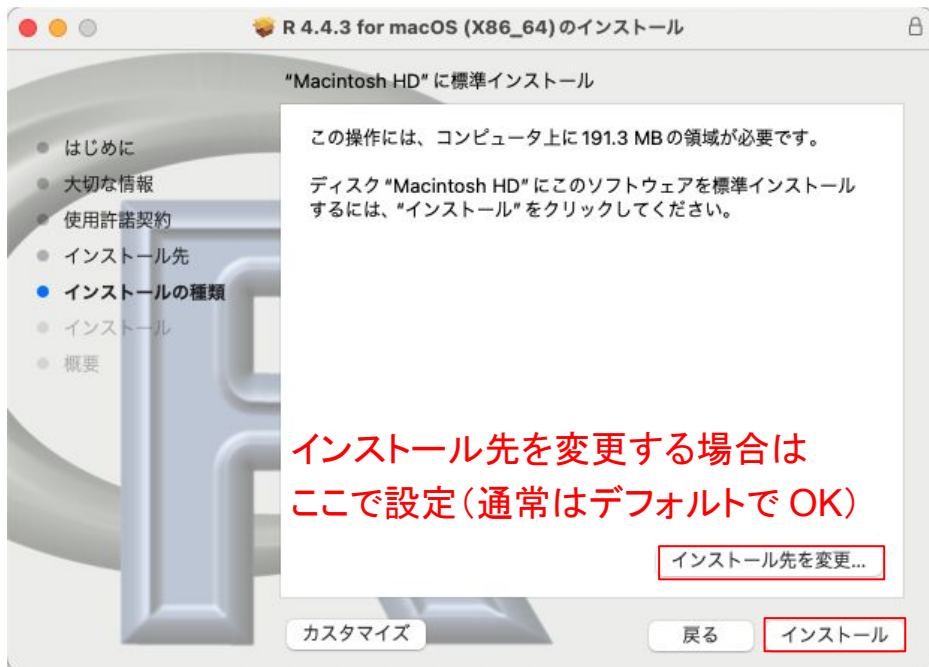 R 4.4.3 for macOS (X86_64)のインストール
“Macintosh HD” に標準インストール
この操作には、コンピュータ上に 191.3 MB の領域が必要です。
ディスク “Macintosh HD” にこのソフトウェアを標準インストール
するには、“インストール” をクリックしてください。
はじめに
大切な情報
使用許諾契約
インストール先
インストールの種類
インストール
概要
インストール先を変更する場合は
ここで設定（通常はデフォルトで OK）
インストール先を変更...
カスタマイズ
戻る
インストール